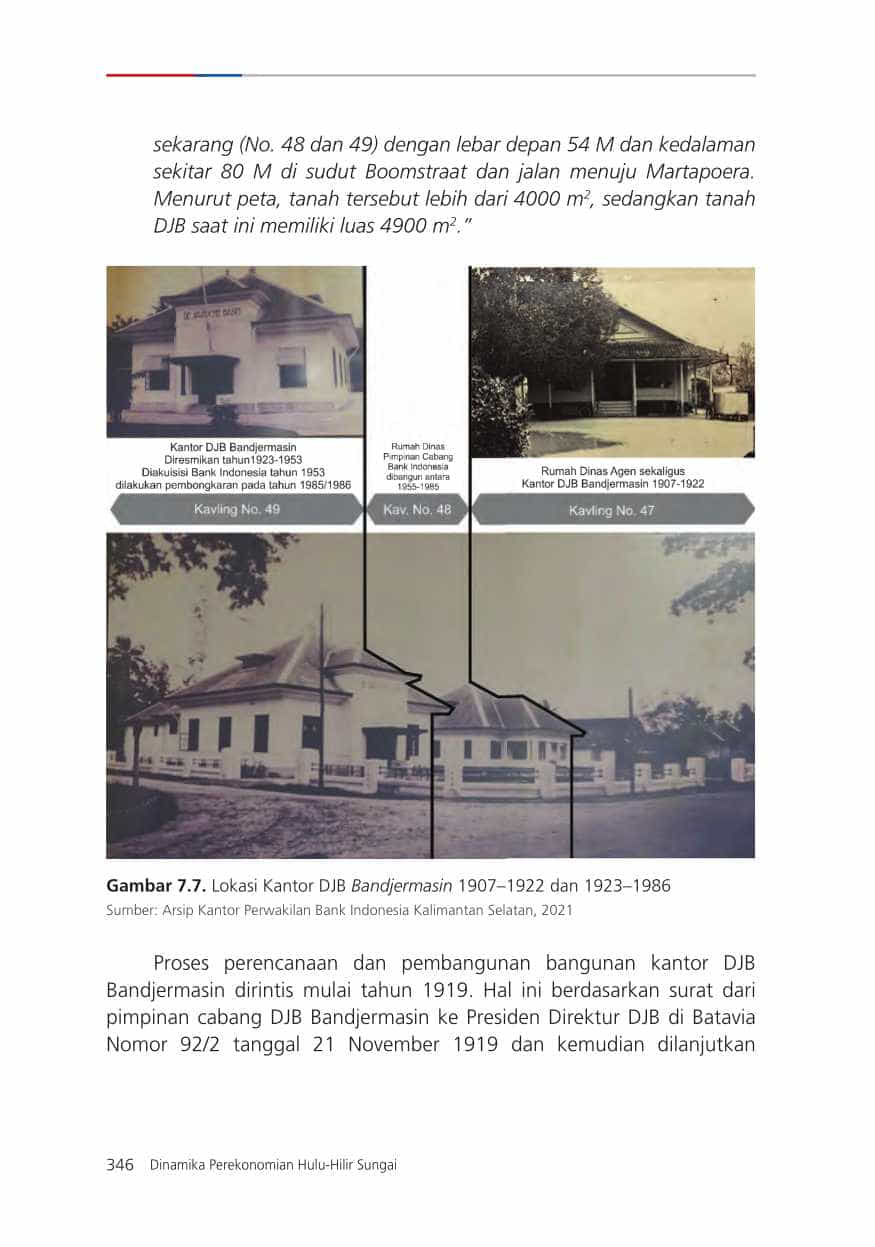 sekarang (No. 48 dan 49) dengan lebar depan 54 M dan kedalaman
sekitar 80 M di sudut Boomstraat dan jalan menuju Martapoera.
Menurut peta, tanah tersebut lebih dari 4000 m², sedangkan tanah
DJB saat ini memiliki luas 4900 m².”
Kantor DJB Bandjermasin
Diresmikan tahun1923-1953
Diakuisisi Bank Indonesia tahun 1953
dilakukan pembongkaran pada tahun 1985/1986
Kavling No. 49
Rumah Dinas
Pimpinan Cabang
Bank Indonesia
dibangun antara
1955-1985
Kav. No. 48
Rumah Dinas Agen sekaligus
Kantor DJB Bandjermasin 1907-1922
Kavling No. 47
Gambar 7.7. Lokasi Kantor DJB Bandjermasin 1907–1922 dan 1923–1986
Sumber: Arsip Kantor Perwakilan Bank Indonesia Kalimantan Selatan, 2021
Proses perencanaan dan pembangunan bangunan kantor DJB
Bandjermasin dirintis mulai tahun 1919. Hal ini berdasarkan surat dari
pimpinan cabang DJB Bandjermasin ke Presiden Direktur DJB di Batavia
Nomor 92/2 tanggal 21 November 1919 dan kemudian dilanjutkan
346 Dinamika Perekonomian Hulu-Hilir Sungai